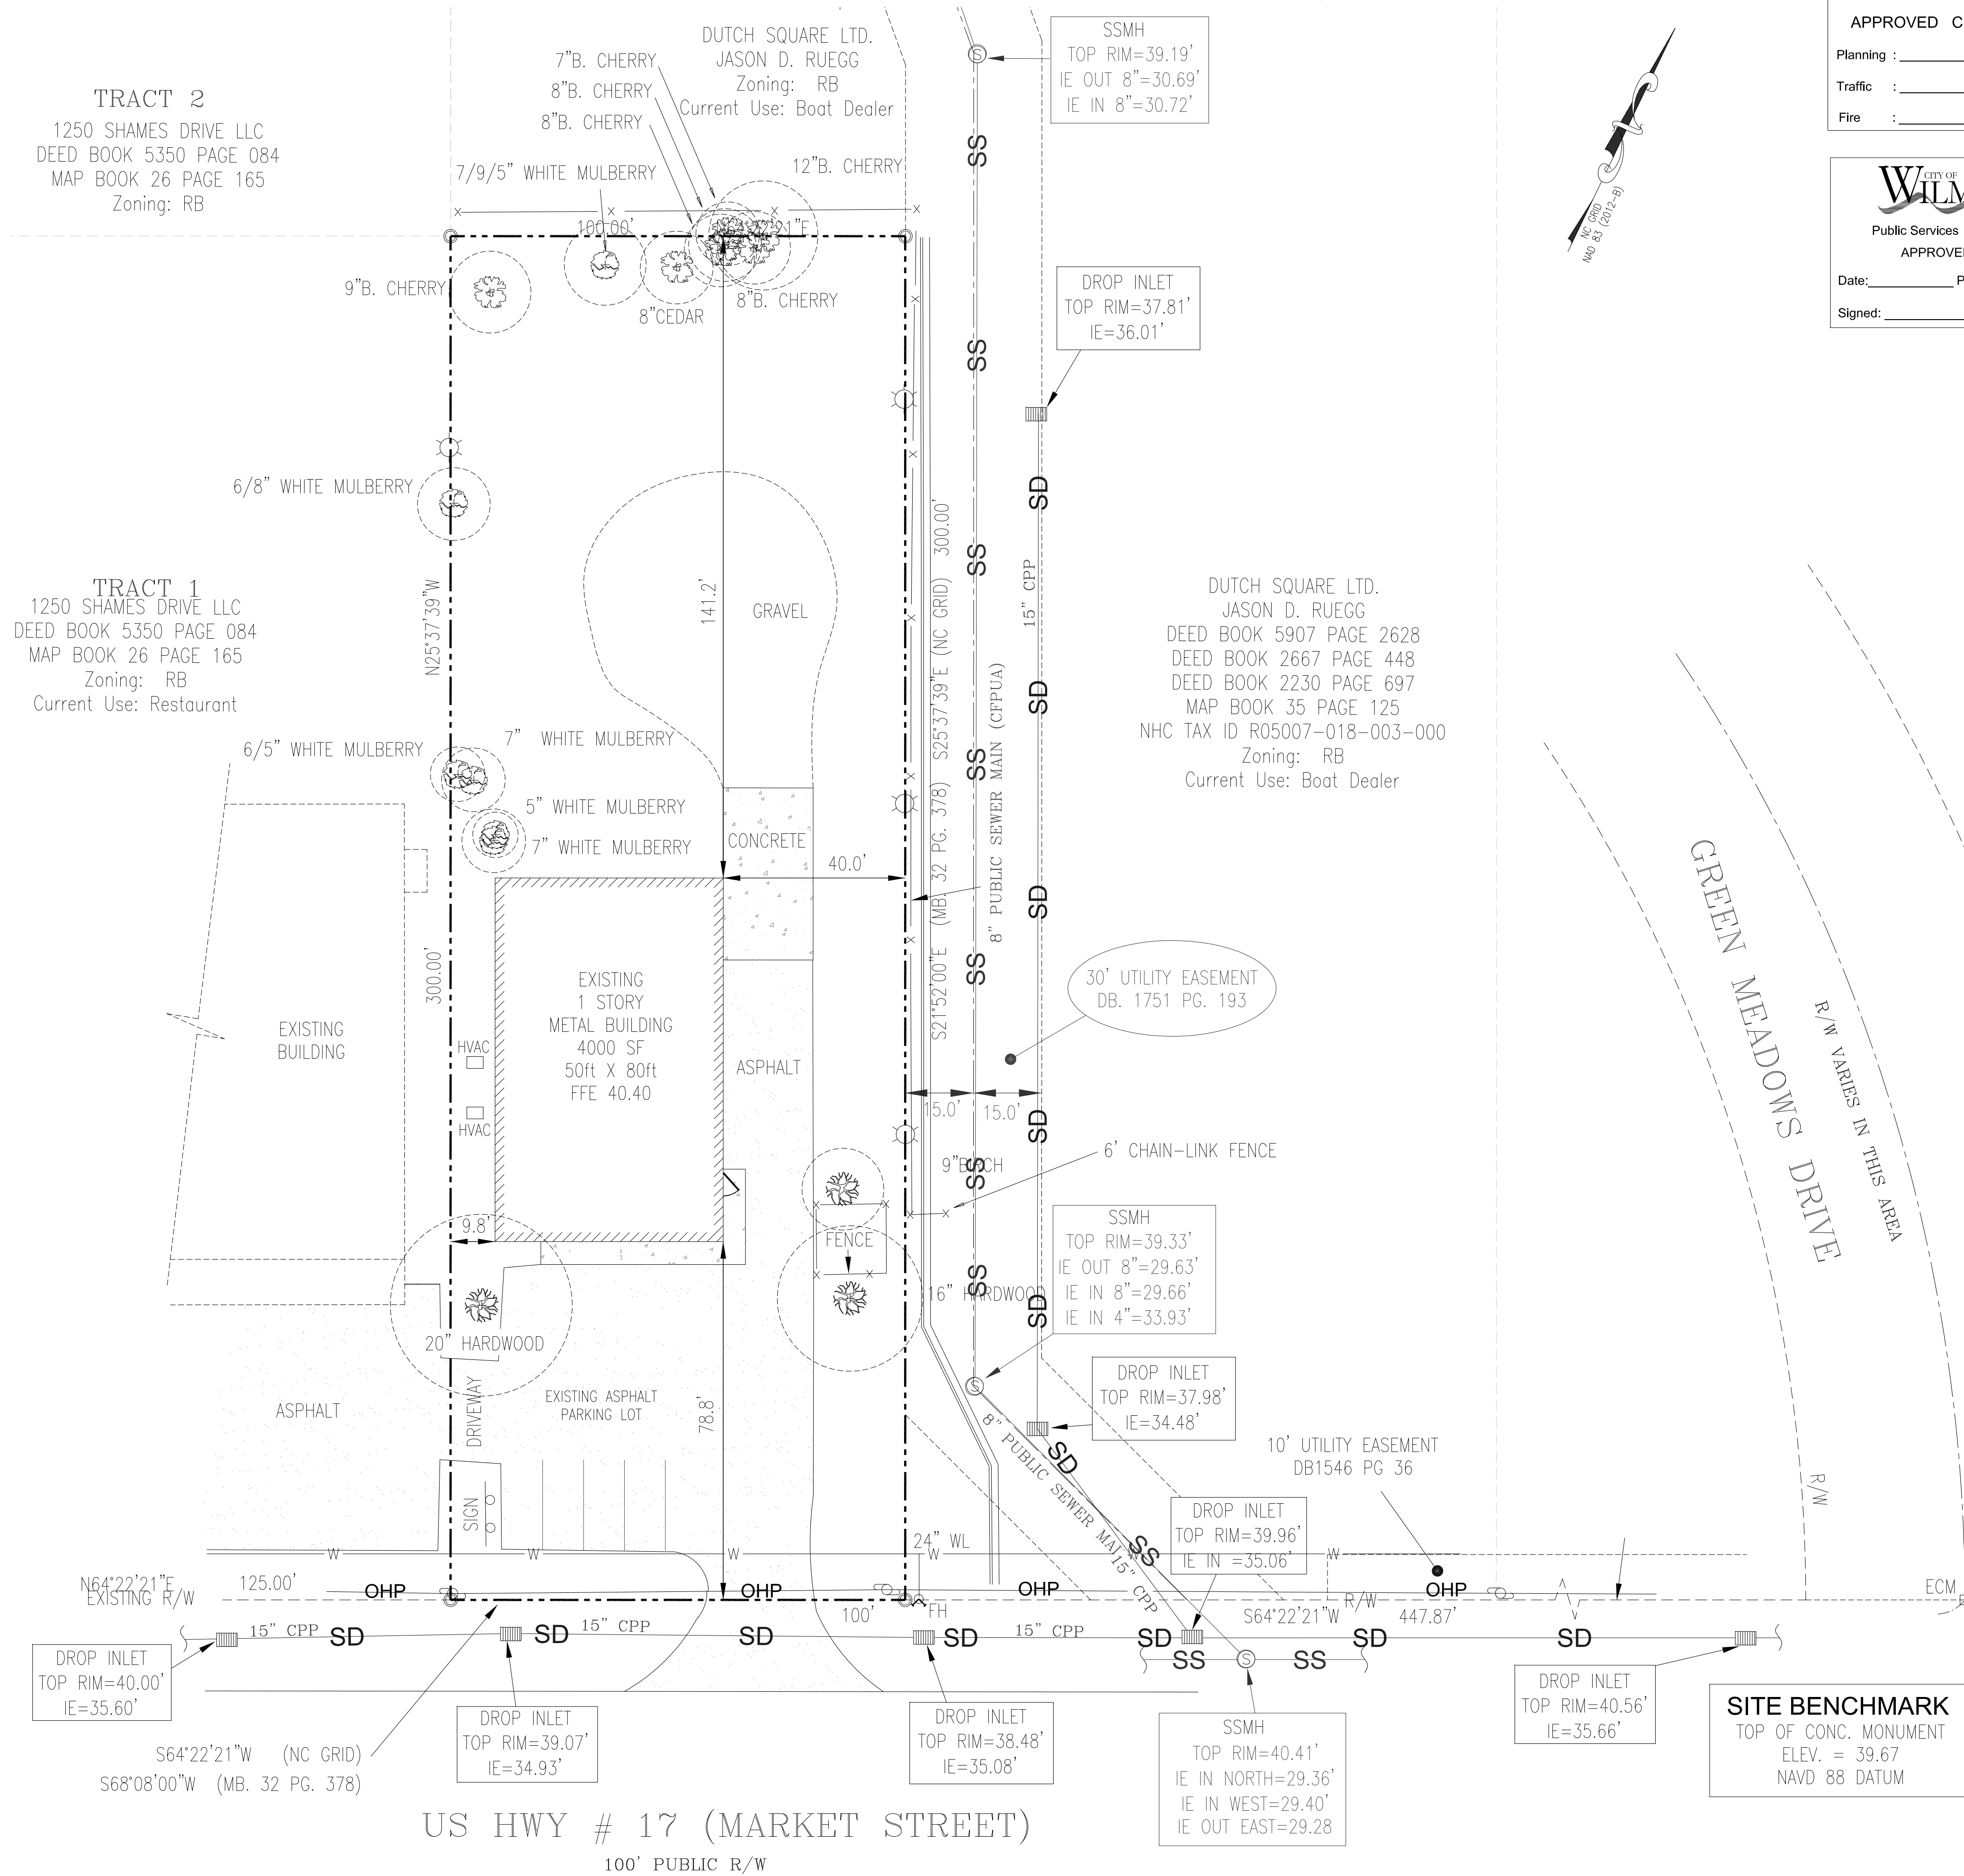 APPROVED C
Planning :
Traffic :
Fire :
CITY OF
WILM
Public Services
APPROVE
Date: P
Signed:
NC GRID
NAD 83 (2012-B)
TRACT 2
1250 SHAMES DRIVE LLC
DEED BOOK 5350 PAGE 084
MAP BOOK 26 PAGE 165
Zoning: RB
DUTCH SQUARE LTD.
JASON D. RUEGG
Zoning: RB
Current Use: Boat Dealer
7"B. CHERRY
8"B. CHERRY
8"B. CHERRY
7/9/5" WHITE MULBERRY
12"B. CHERRY
SSMH
TOP RIM=39.19'
IE OUT 8"=30.69'
IE IN 8"=30.72'
SS
100.00'
9"B. CHERRY
8"CEDAR
8"B. CHERRY
DROP INLET
TOP RIM=37.81'
IE=36.01'
SS
6/8" WHITE MULBERRY
SD
SS
15" CPP
TRACT 1
1250 SHAMES DRIVE LLC
DEED BOOK 5350 PAGE 084
MAP BOOK 26 PAGE 165
Zoning: RB
Current Use: Restaurant
N25°37'39"W
300.00'
141.2'
GRAVEL
S25°37'39"E (NC GRID) 300.00'
S21°52'00"E (MB. 32 PG. 378)
8" PUBLIC SEWER MAIN (CFPUA)
DUTCH SQUARE LTD.
JASON D. RUEGG
DEED BOOK 5907 PAGE 2628
DEED BOOK 2667 PAGE 448
DEED BOOK 2230 PAGE 697
MAP BOOK 35 PAGE 125
NHC TAX ID R05007-018-003-000
Zoning: RB
Current Use: Boat Dealer
SD
6/5" WHITE MULBERRY
7" WHITE MULBERRY
5" WHITE MULBERRY
7" WHITE MULBERRY
CONCRETE
40.0'
SS
SD
SS
30' UTILITY EASEMENT
DB. 1751 PG. 193
EXISTING
BUILDING
HVAC
HVAC
EXISTING
1 STORY
METAL BUILDING
4000 SF
50ft X 80ft
FFE 40.40
ASPHALT
15.0'
15.0'
SD
SS
9"BIRCH
6' CHAIN-LINK FENCE
GREEN MEADOWS DRIVE
R/W VARIES IN THIS AREA
R/W
9.8'
FENCE
SSMH
TOP RIM=39.33'
IE OUT 8"=29.63'
IE IN 8"=29.66'
IE IN 4"=33.93'
SS
16" HARDWOOD
SD
20" HARDWOOD
ASPHALT
DRIVEWAY
EXISTING ASPHALT
PARKING LOT
78.8'
DROP INLET
TOP RIM=37.98'
IE=34.48'
SD
8" PUBLIC SEWER MAI
15" CPP
SS
10' UTILITY EASEMENT
DB1546 PG 36
SIGN
DROP INLET
TOP RIM=39.96'
IE IN =35.06'
24" WL
W W W W W W
N64°22'21"E
EXISTING R/W
125.00'
OHP OHP OHP OHP
100'
FH
S64°22'21"W
R/W
447.87'
ECM
15" CPP SD SD 15" CPP SD SD 15" CPP SD SD SD
SS SS
DROP INLET
TOP RIM=40.00'
IE=35.60'
DROP INLET
TOP RIM=39.07'
IE=34.93'
DROP INLET
TOP RIM=38.48'
IE=35.08'
SSMH
TOP RIM=40.41'
IE IN NORTH=29.36'
IE IN WEST=29.40'
IE OUT EAST=29.28
DROP INLET
TOP RIM=40.56'
IE=35.66'
SITE BENCHMARK
TOP OF CONC. MONUMENT
ELEV. = 39.67
NAVD 88 DATUM
S64°22'21"W (NC GRID)
S68°08'00"W (MB. 32 PG. 378)
US HWY # 17 (MARKET STREET)
100' PUBLIC R/W